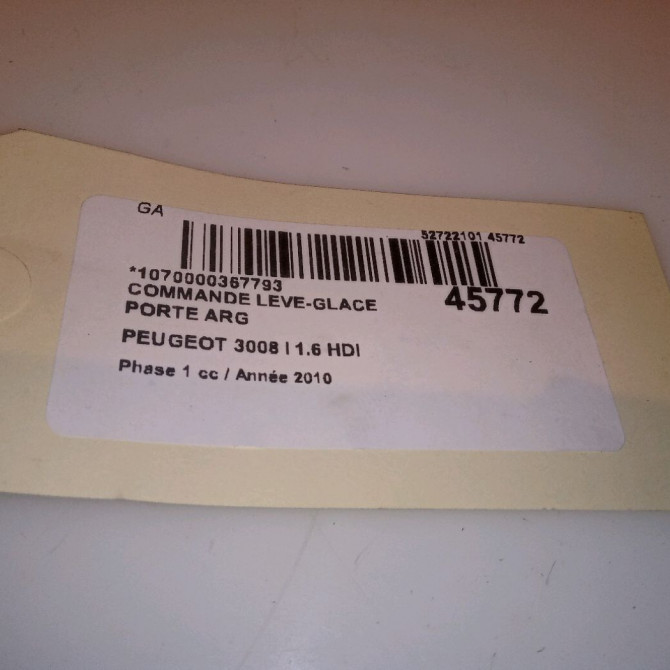 GA
52722101 45772
*1070000367793
45772
COMMANDE LEVE-GLACE
PORTE ARG
PEUGEOT 3008 I 1.6 HDI
Phase 1 cc / Année 2010